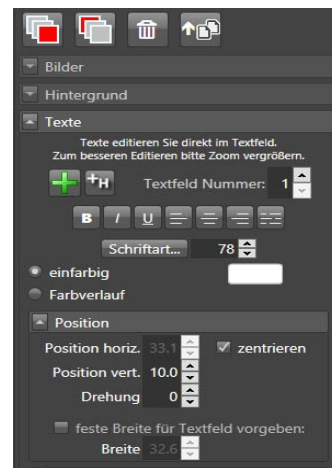 Bilder
Hintergrund
Texte
Texte editieren Sie direkt im Textfeld.
Zum besseren Editieren bitte Zoom vergrößern.
+H Textfeld Nummer: 1
B I U
Schriftart... 78
einfarbig
Farbverlauf
Position
Position horiz. 33.1 zentrieren
Position vert. 10.0
Drehung 0
feste Breite für Textfeld vorgeben:
Breite 32.6